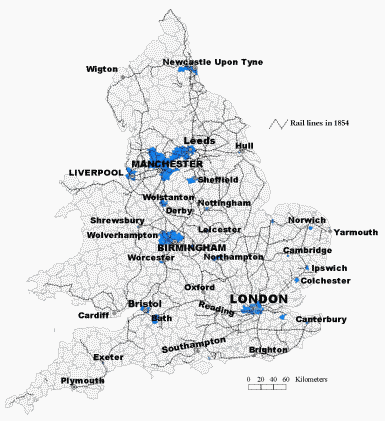 Newcastle Upon Tyne
Wigton
Rail lines in 1854
Leeds
Hull
MANCHESTER
LIVERPOOL
Sheffield
Wolstanton
Nottingham
Derby
Shrewsbury
Norwich
Leicester
Yarmouth
Wolverhampton
BIRMINGHAM
Cambridge
Worcester
Northampton
Ipswich
Colchester
Oxford
LONDON
Bristol
Reading
Cardiff
Bath
Canterbury
Southampton
Brighton
Exeter
Plymouth
0 20 40 60 Kilometers